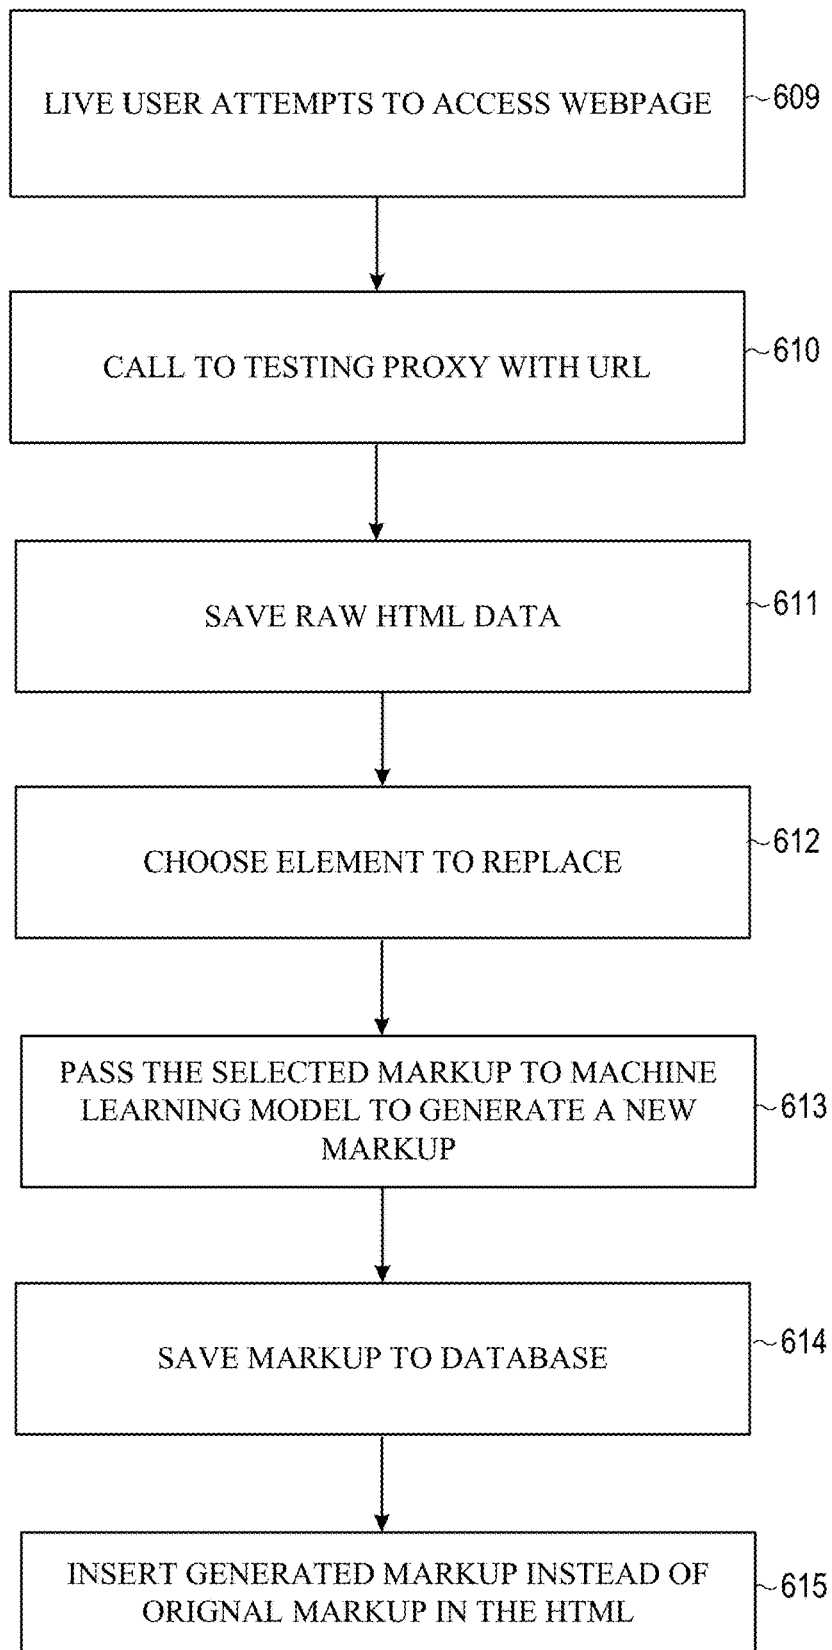 LIVE USER ATTEMPTS TO ACCESS WEBPAGE
609
CALL TO TESTING PROXY WITH URL
610
SAVE RAW HTML DATA
611
CHOOSE ELEMENT TO REPLACE
612
PASS THE SELECTED MARKUP TO MACHINE
LEARNING MODEL TO GENERATE A NEW
MARKUP
613
SAVE MARKUP TO DATABASE
614
INSERT GENERATED MARKUP INSTEAD OF
ORIGNAL MARKUP IN THE HTML
615